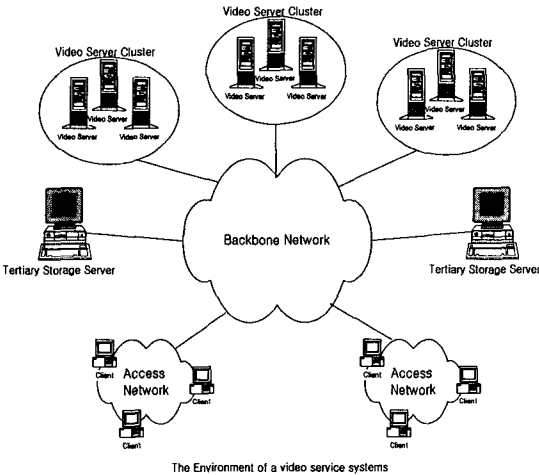 Video Server Cluster
Video Server Cluster
Video Server Cluster
Video Server
Video Server
Video Server
Video Server
Video Server
Video Server
Video Server
Video Server
Video Server
Backbone Network
Tertiary Storage Server
Tertiary Storage Server
Access
Network
Client
Client
Client
Access
Network
Client
Client
Client
The Environment of a video service systems